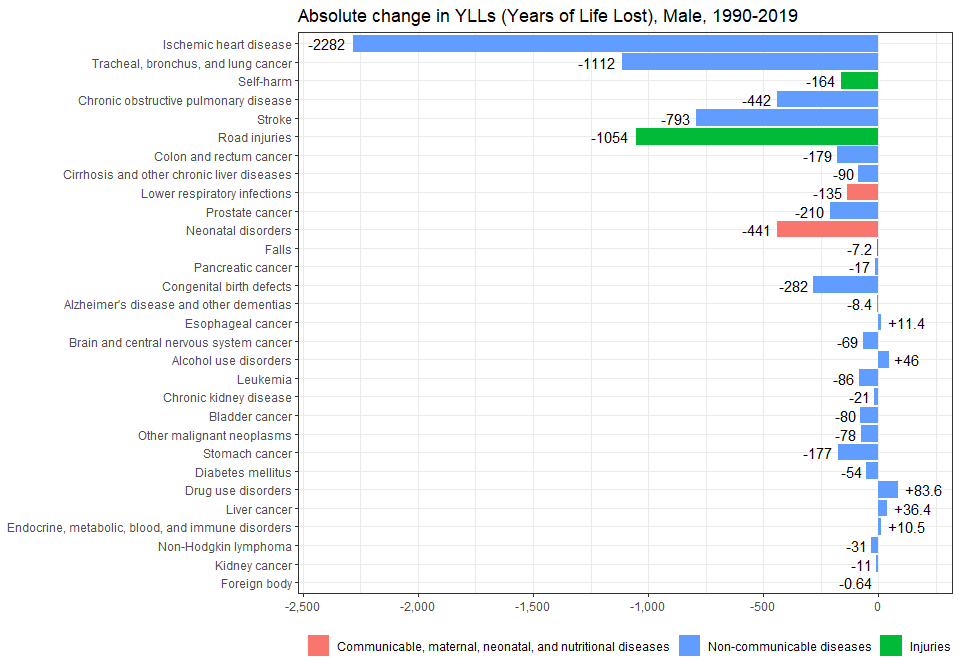 Absolute change in YLLs (Years of Life Lost), Male, 1990-2019
Ischemic heart disease -2282
Tracheal, bronchus, and lung cancer -1112
Self-harm -164
Chronic obstructive pulmonary disease -442
Stroke -793
Road injuries -1054
Colon and rectum cancer -179
Cirrhosis and other chronic liver diseases -90
Lower respiratory infections -135
Prostate cancer -210
Neonatal disorders -441
Falls -7.2
Pancreatic cancer -17
Congenital birth defects -282
Alzheimer's disease and other dementias -8.4
Esophageal cancer +11.4
Brain and central nervous system cancer -69
Alcohol use disorders +46
Leukemia -86
Chronic kidney disease -21
Bladder cancer -80
Other malignant neoplasms -78
Stomach cancer -177
Diabetes mellitus -54
Drug use disorders +83.6
Liver cancer +36.4
Endocrine, metabolic, blood, and immune disorders +10.5
Non-Hodgkin lymphoma -31
Kidney cancer -11
Foreign body -0.64
-2,500 -2,000 -1,500 -1,000 -500 0
Communicable, maternal, neonatal, and nutritional diseases Non-communicable diseases Injuries